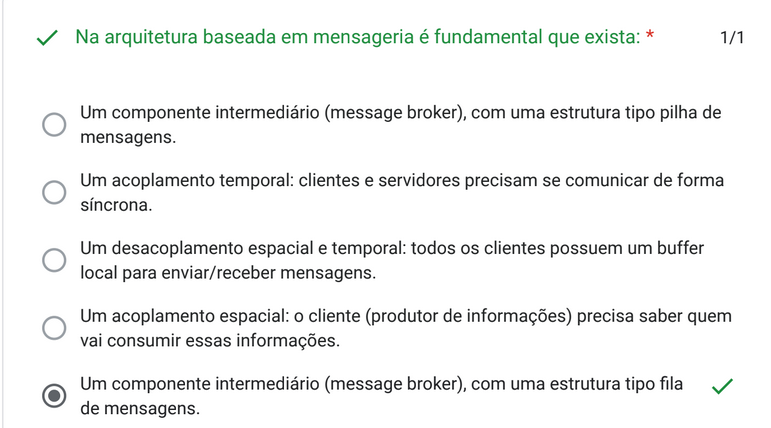 Na arquitetura baseada em mensageria é fundamental que exista: * 1/1
Um componente intermediário (message broker), com uma estrutura tipo pilha de
mensagens.
Um acoplamento temporal: clientes e servidores precisam se comunicar de forma
síncrona.
Um desacoplamento espacial e temporal: todos os clientes possuem um buffer
local para enviar/receber mensagens.
Um acoplamento espacial: o cliente (produtor de informações) precisa saber quem
vai consumir essas informações.
Um componente intermediário (message broker), com uma estrutura tipo fila
de mensagens.